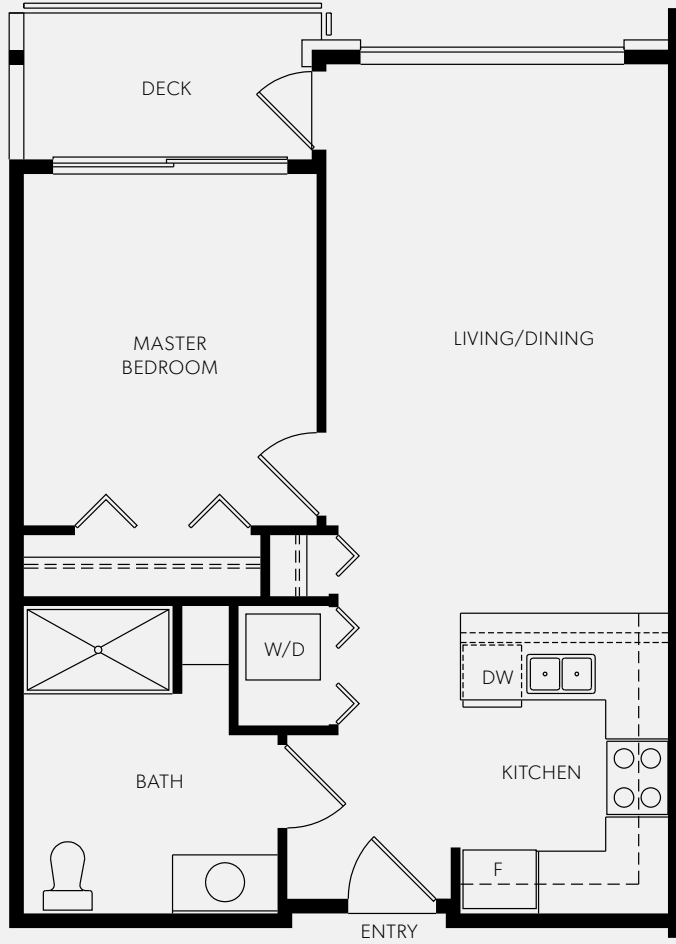 DECK
MASTER
BEDROOM
LIVING/DINING
W/D
DW
BATH
KITCHEN
F
ENTRY